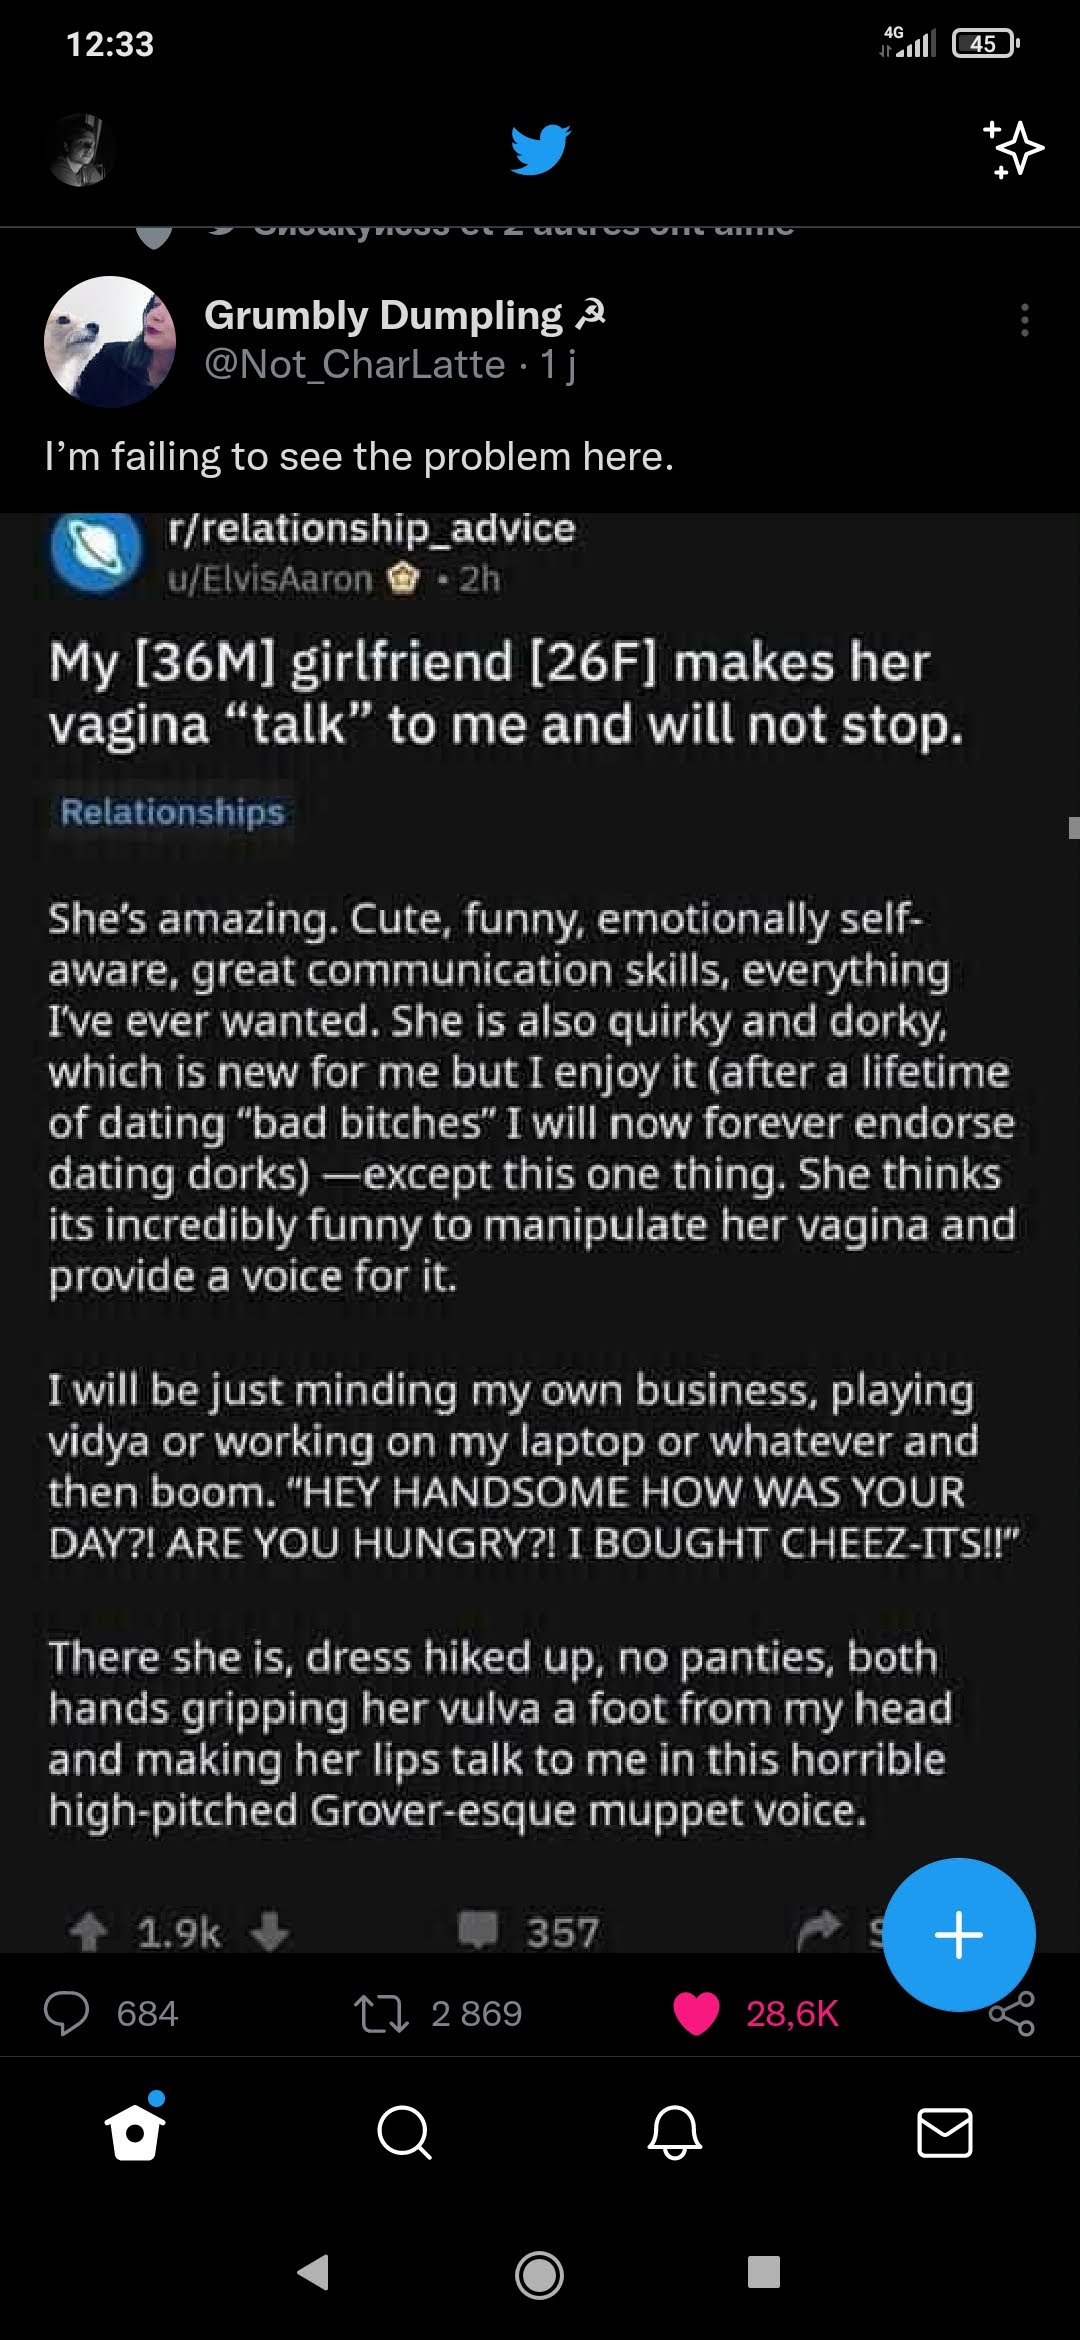 12:33
4G
45
Grumbly Dumpling ☭
@Not_CharLatte · 1 j
I’m failing to see the problem here.
r/relationship_advice
u/ElvisAaron • 2h
My [36M] girlfriend [26F] makes her
vagina “talk” to me and will not stop.
Relationships
She’s amazing. Cute, funny, emotionally self-
aware, great communication skills, everything
I’ve ever wanted. She is also quirky and dorky,
which is new for me but I enjoy it (after a lifetime
of dating “bad bitches” I will now forever endorse
dating dorks) —except this one thing. She thinks
its incredibly funny to manipulate her vagina and
provide a voice for it.
I will be just minding my own business, playing
vidya or working on my laptop or whatever and
then boom. “HEY HANDSOME HOW WAS YOUR
DAY?! ARE YOU HUNGRY?! I BOUGHT CHEEZ-ITS!!”
There she is, dress hiked up, no panties, both
hands gripping her vulva a foot from my head
and making her lips talk to me in this horrible
high-pitched Grover-esque muppet voice.
1.9k
357
684
2 869
28,6K